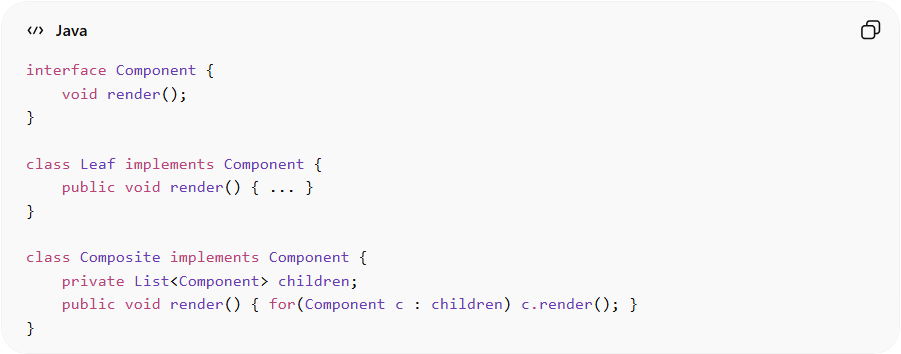 Java
interface Component {
    void render();
}

class Leaf implements Component {
    public void render() { ... }
}

class Composite implements Component {
    private List<Component> children;
    public void render() { for(Component c : children) c.render(); }
}